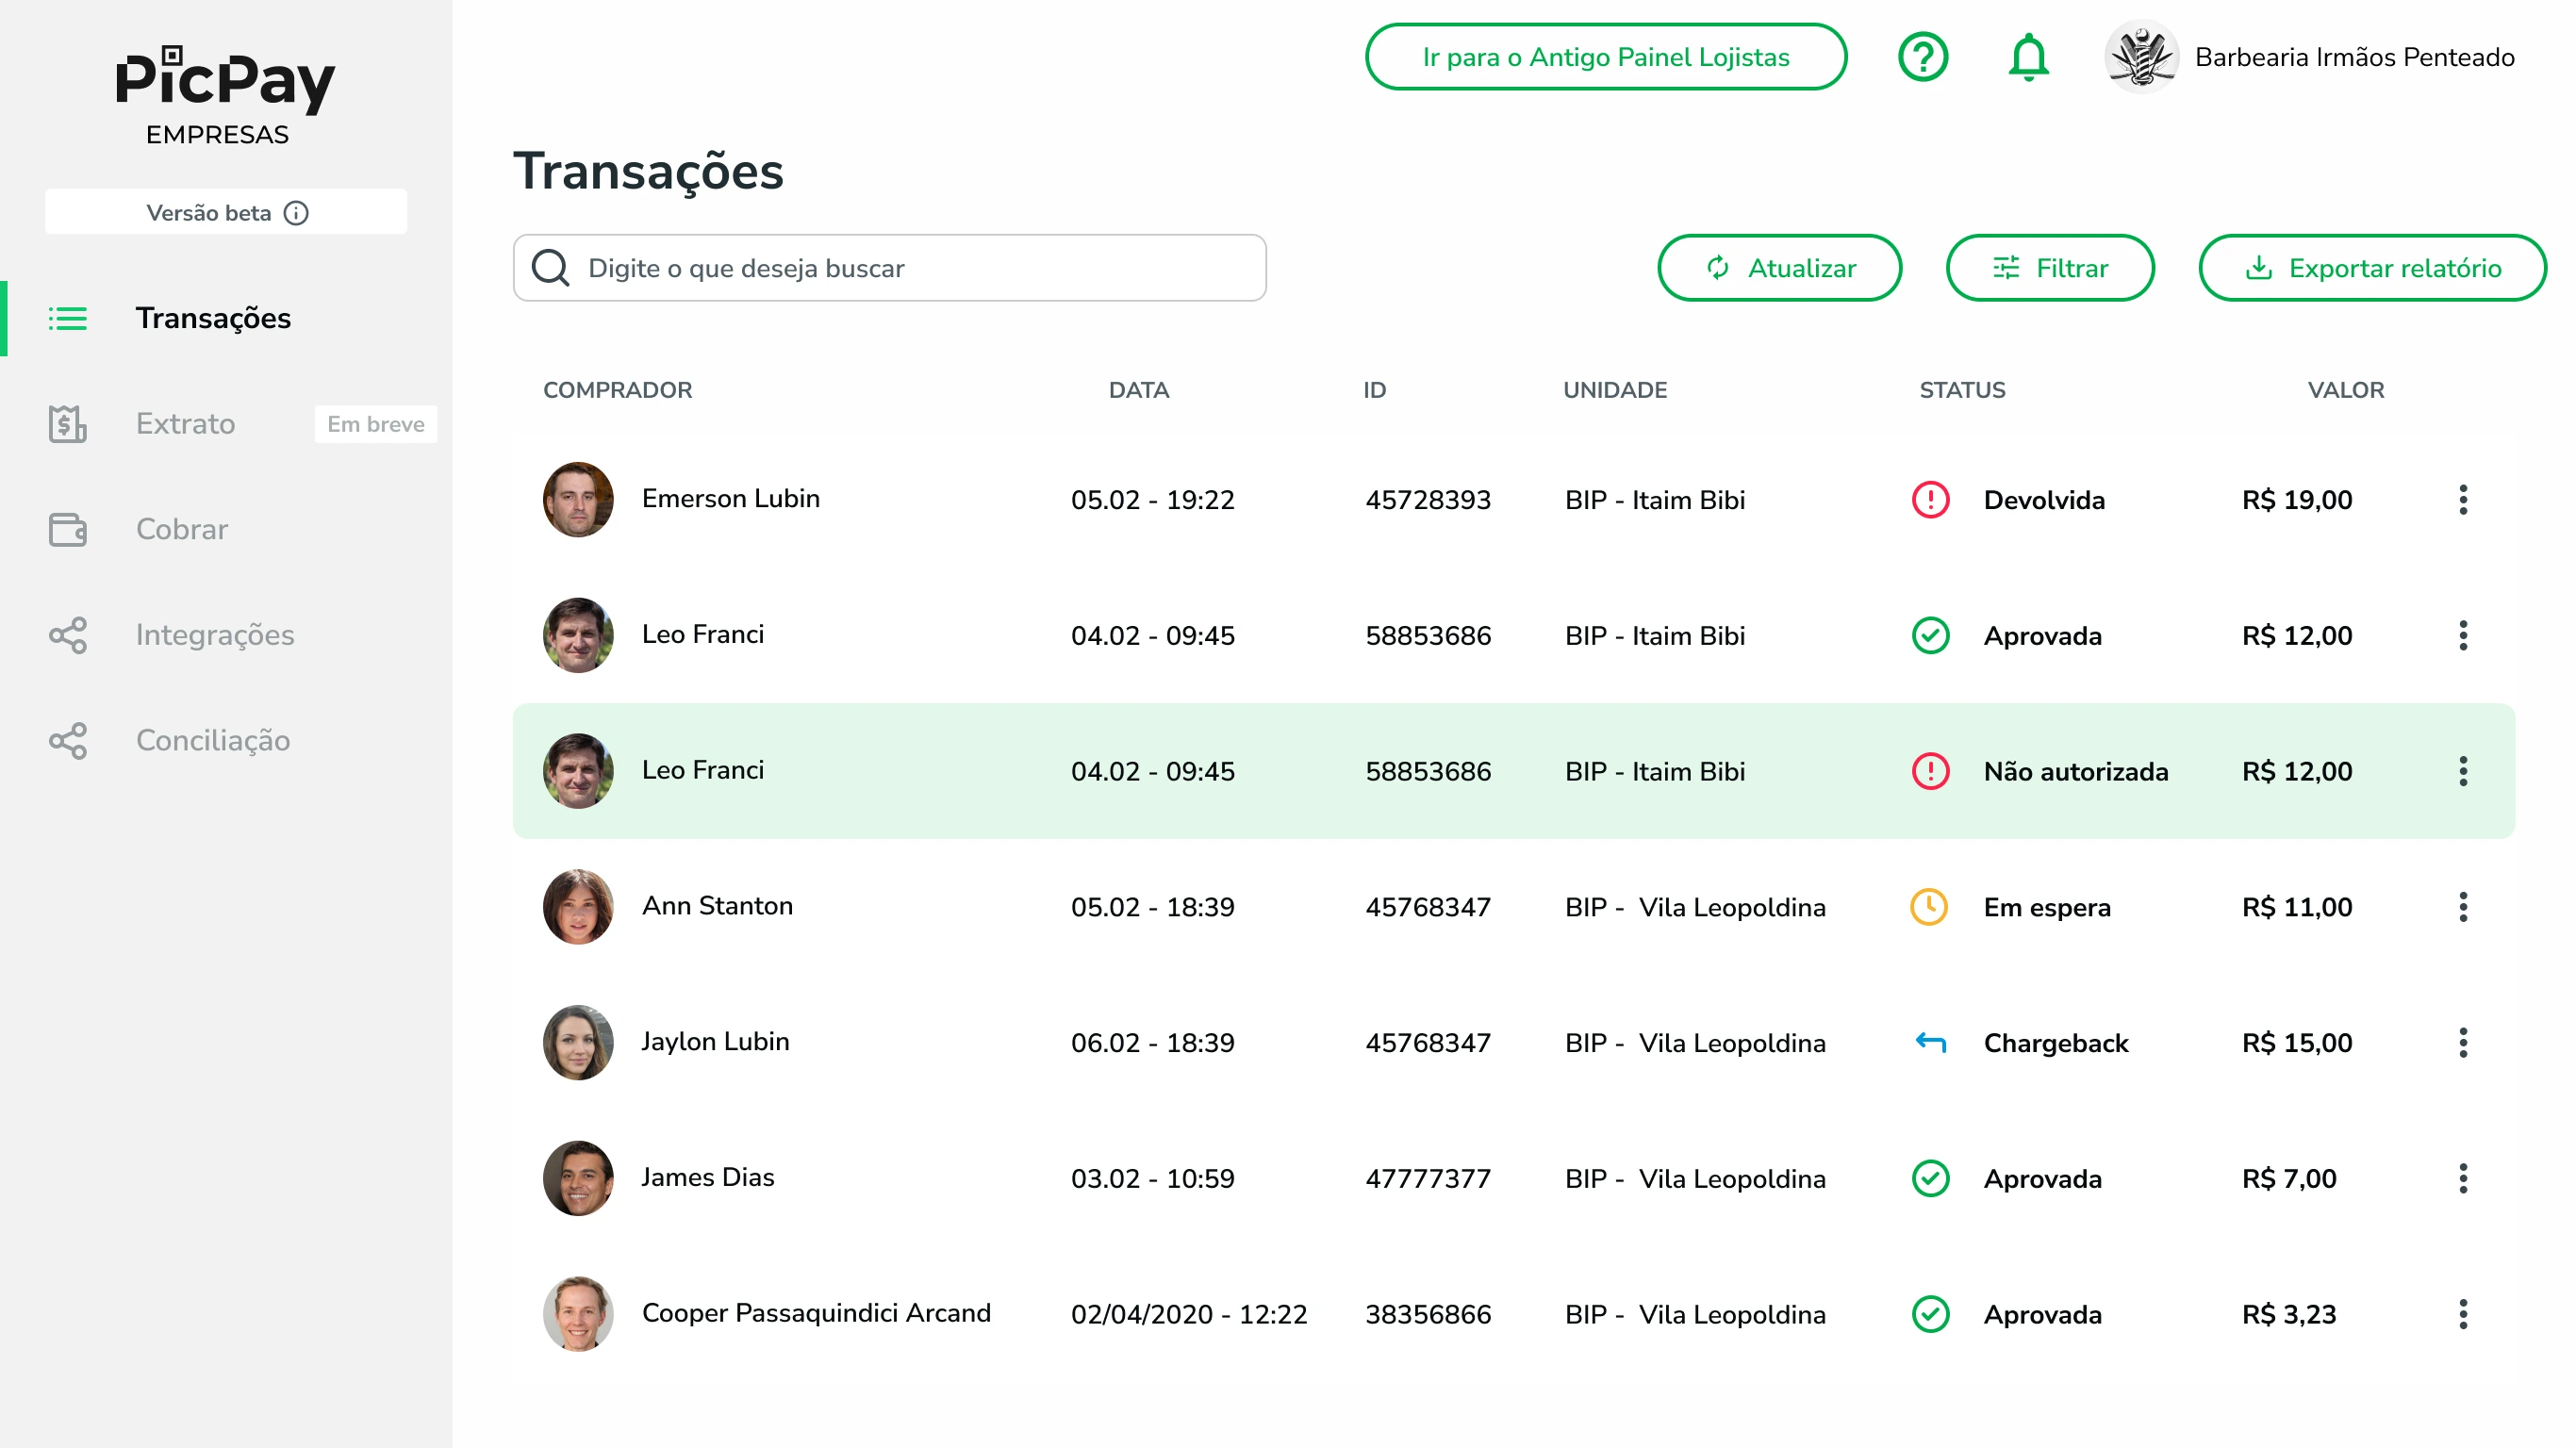 PicPay
EMPRESAS
Versão beta
Transações
Extrato Em breve
Cobrar
Integrações
Conciliação
Ir para o Antigo Painel Lojistas Barbearia Irmãos Penteado
Transações
Digite o que deseja buscar Atualizar Filtrar Exportar relatório
COMPRADOR DATA ID UNIDADE STATUS VALOR
Emerson Lubin 05.02 - 19:22 45728393 BIP - Itaim Bibi Devolvida R$ 19,00
Leo Franci 04.02 - 09:45 58853686 BIP - Itaim Bibi Aprovada R$ 12,00
Leo Franci 04.02 - 09:45 58853686 BIP - Itaim Bibi Não autorizada R$ 12,00
Ann Stanton 05.02 - 18:39 45768347 BIP - Vila Leopoldina Em espera R$ 11,00
Jaylon Lubin 06.02 - 18:39 45768347 BIP - Vila Leopoldina Chargeback R$ 15,00
James Dias 03.02 - 10:59 47777377 BIP - Vila Leopoldina Aprovada R$ 7,00
Cooper Passaquindici Arcand 02/04/2020 - 12:22 38356866 BIP - Vila Leopoldina Aprovada R$ 3,23